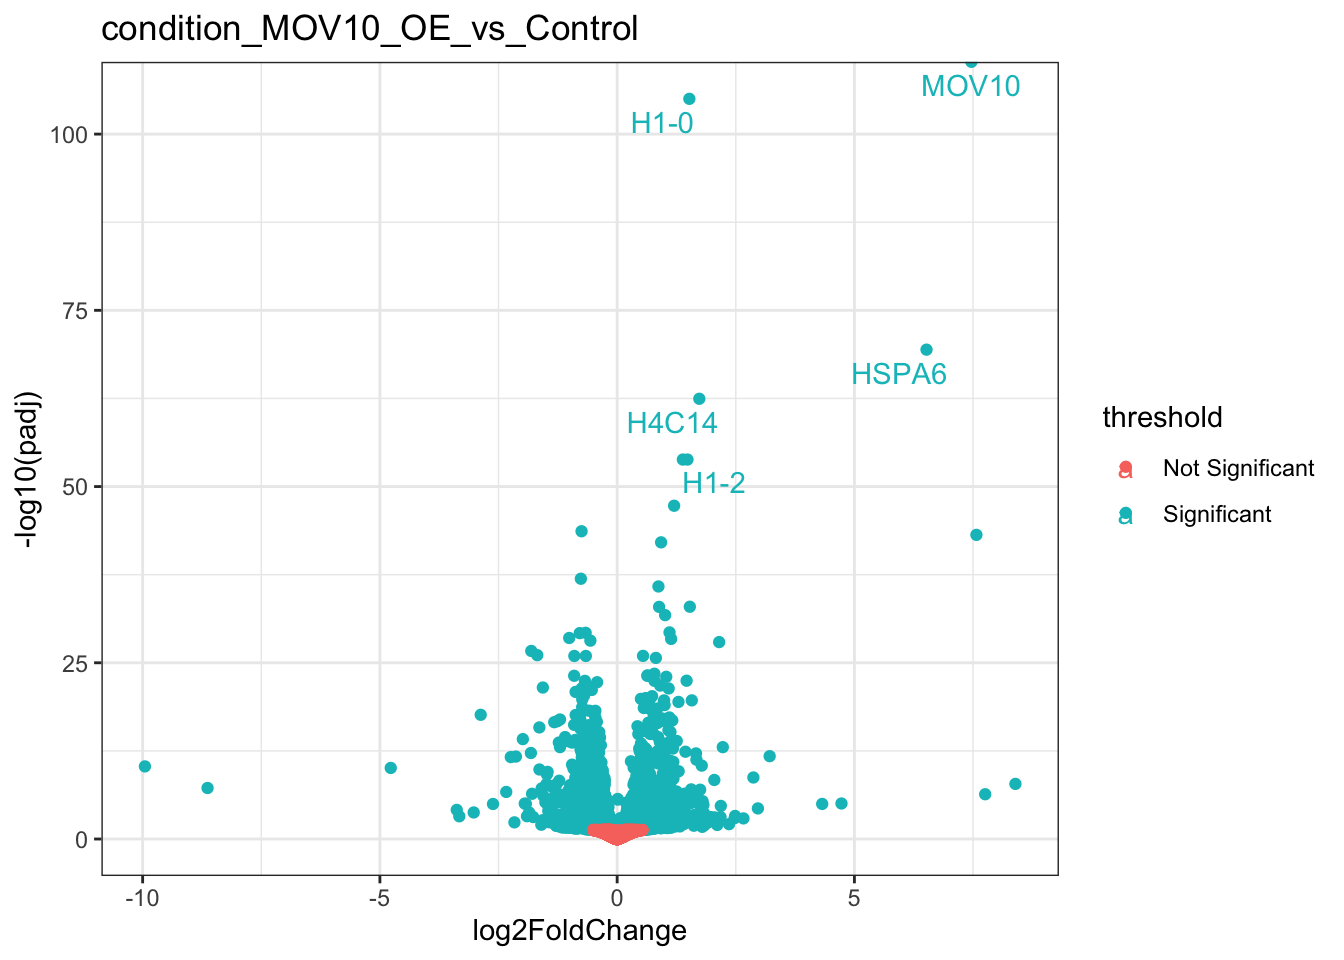 condition_MOV10_OE_vs_Control
MOV10
H1-0
100
75
HSPA6
H4C14
threshold
-log10(padj)
a Not Significant
50
H1-2
a Significant
25
0
-10 -5 0 5
log2FoldChange